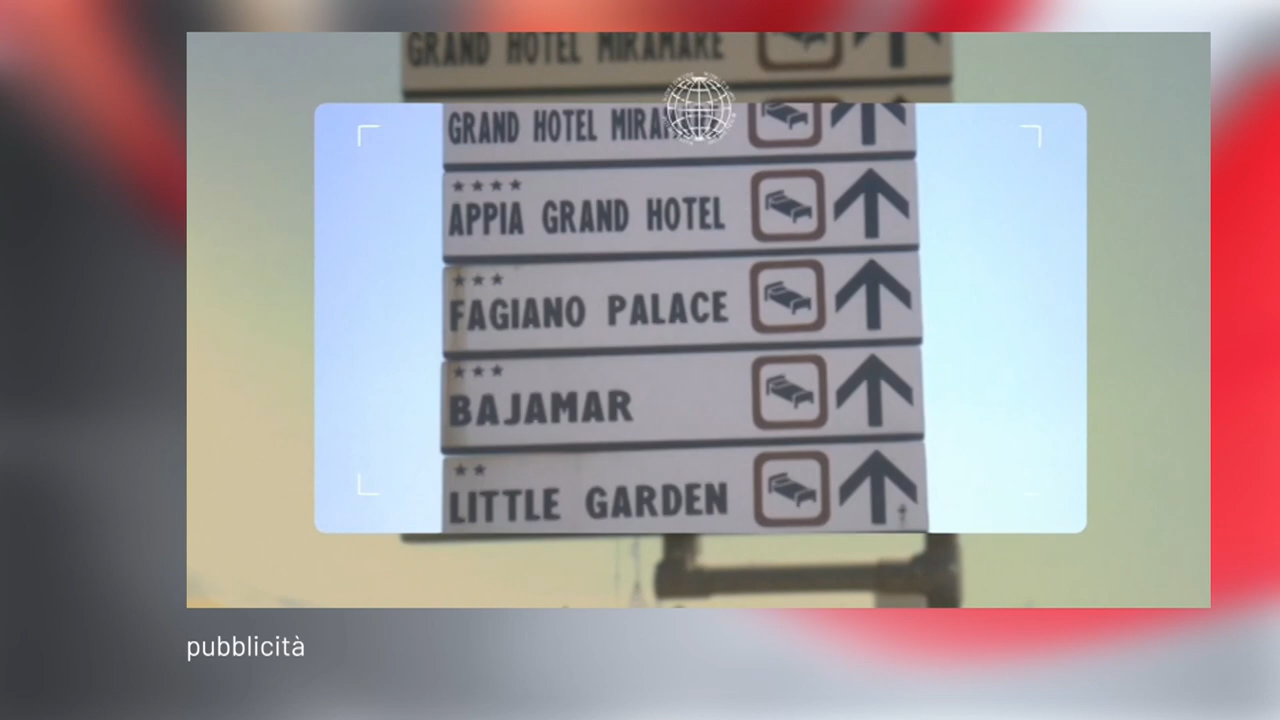 GRAND HOTEL MIRAMARE
GRAND HOTEL MIRA
APPIA GRAND HOTEL
FAGIANO PALACE
BAJAMAR
LITTLE GARDEN
pubblicità